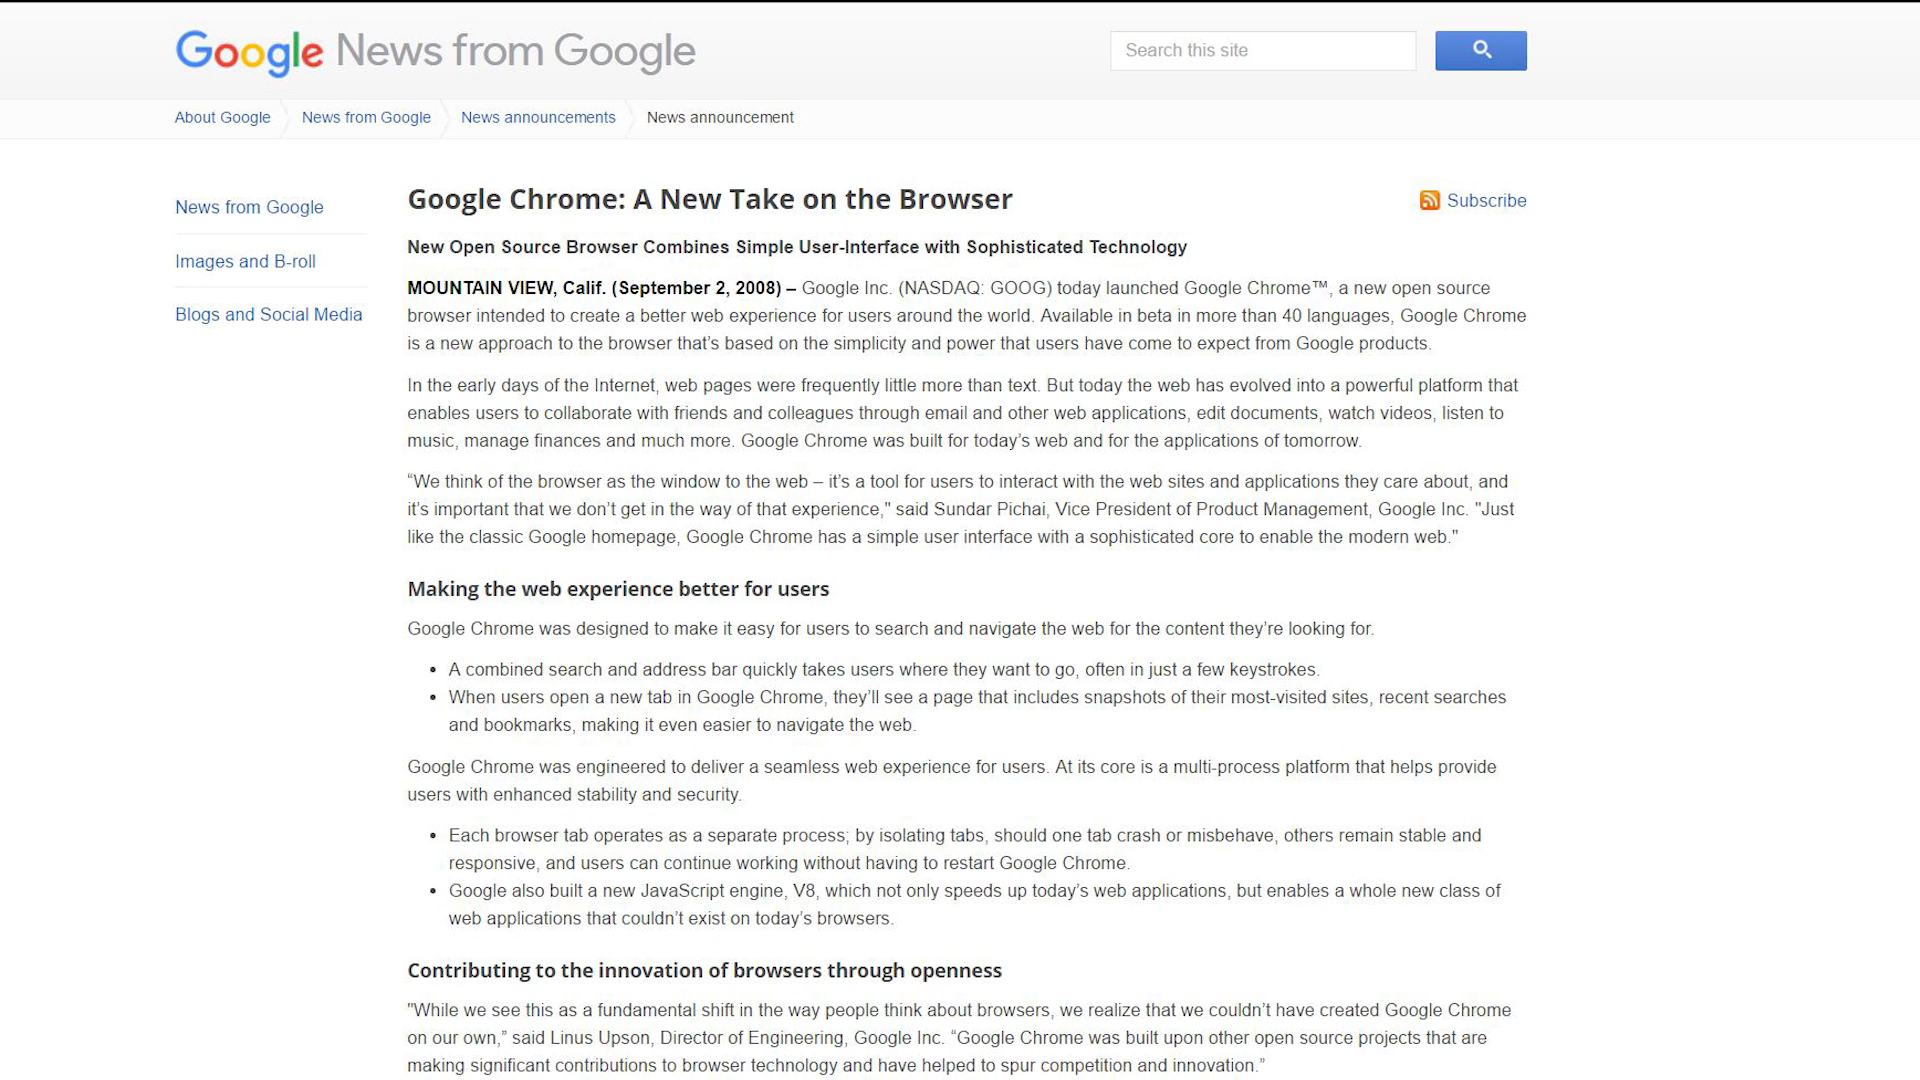 Google News from Google
Search this site
About Google
News from Google
News announcements
News announcement
News from Google
Images and B-roll
Blogs and Social Media
Google Chrome: A New Take on the Browser
Subscribe
New Open Source Browser Combines Simple User-Interface with Sophisticated Technology
MOUNTAIN VIEW, Calif. (September 2, 2008) – Google Inc. (NASDAQ: GOOG) today launched Google Chrome™, a new open source
browser intended to create a better web experience for users around the world. Available in beta in more than 40 languages, Google Chrome
is a new approach to the browser that’s based on the simplicity and power that users have come to expect from Google products.
In the early days of the Internet, web pages were frequently little more than text. But today the web has evolved into a powerful platform that
enables users to collaborate with friends and colleagues through email and other web applications, edit documents, watch videos, listen to
music, manage finances and much more. Google Chrome was built for today’s web and for the applications of tomorrow.
“We think of the browser as the window to the web – it’s a tool for users to interact with the web sites and applications they care about, and
it’s important that we don’t get in the way of that experience," said Sundar Pichai, Vice President of Product Management, Google Inc. "Just
like the classic Google homepage, Google Chrome has a simple user interface with a sophisticated core to enable the modern web."
Making the web experience better for users
Google Chrome was designed to make it easy for users to search and navigate the web for the content they’re looking for.
• A combined search and address bar quickly takes users where they want to go, often in just a few keystrokes.
• When users open a new tab in Google Chrome, they’ll see a page that includes snapshots of their most-visited sites, recent searches
and bookmarks, making it even easier to navigate the web.
Google Chrome was engineered to deliver a seamless web experience for users. At its core is a multi-process platform that helps provide
users with enhanced stability and security.
• Each browser tab operates as a separate process; by isolating tabs, should one tab crash or misbehave, others remain stable and
responsive, and users can continue working without having to restart Google Chrome.
• Google also built a new JavaScript engine, V8, which not only speeds up today’s web applications, but enables a whole new class of
web applications that couldn’t exist on today’s browsers.
Contributing to the innovation of browsers through openness
"While we see this as a fundamental shift in the way people think about browsers, we realize that we couldn’t have created Google Chrome
on our own,” said Linus Upson, Director of Engineering, Google Inc. “Google Chrome was built upon other open source projects that are
making significant contributions to browser technology and have helped to spur competition and innovation.”